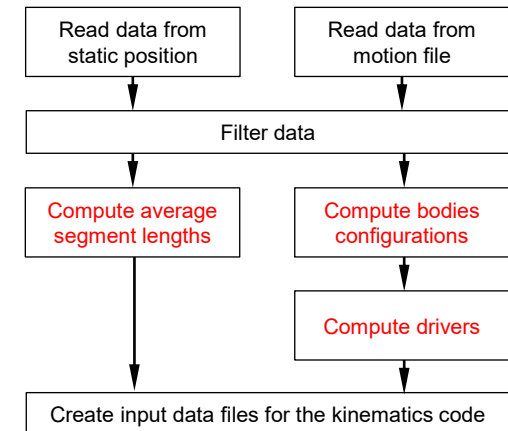 Read data from
static position
Read data from
motion file
Filter data
Compute average
segment lengths
Compute bodies
configurations
Compute drivers
Create input data files for the kinematics code